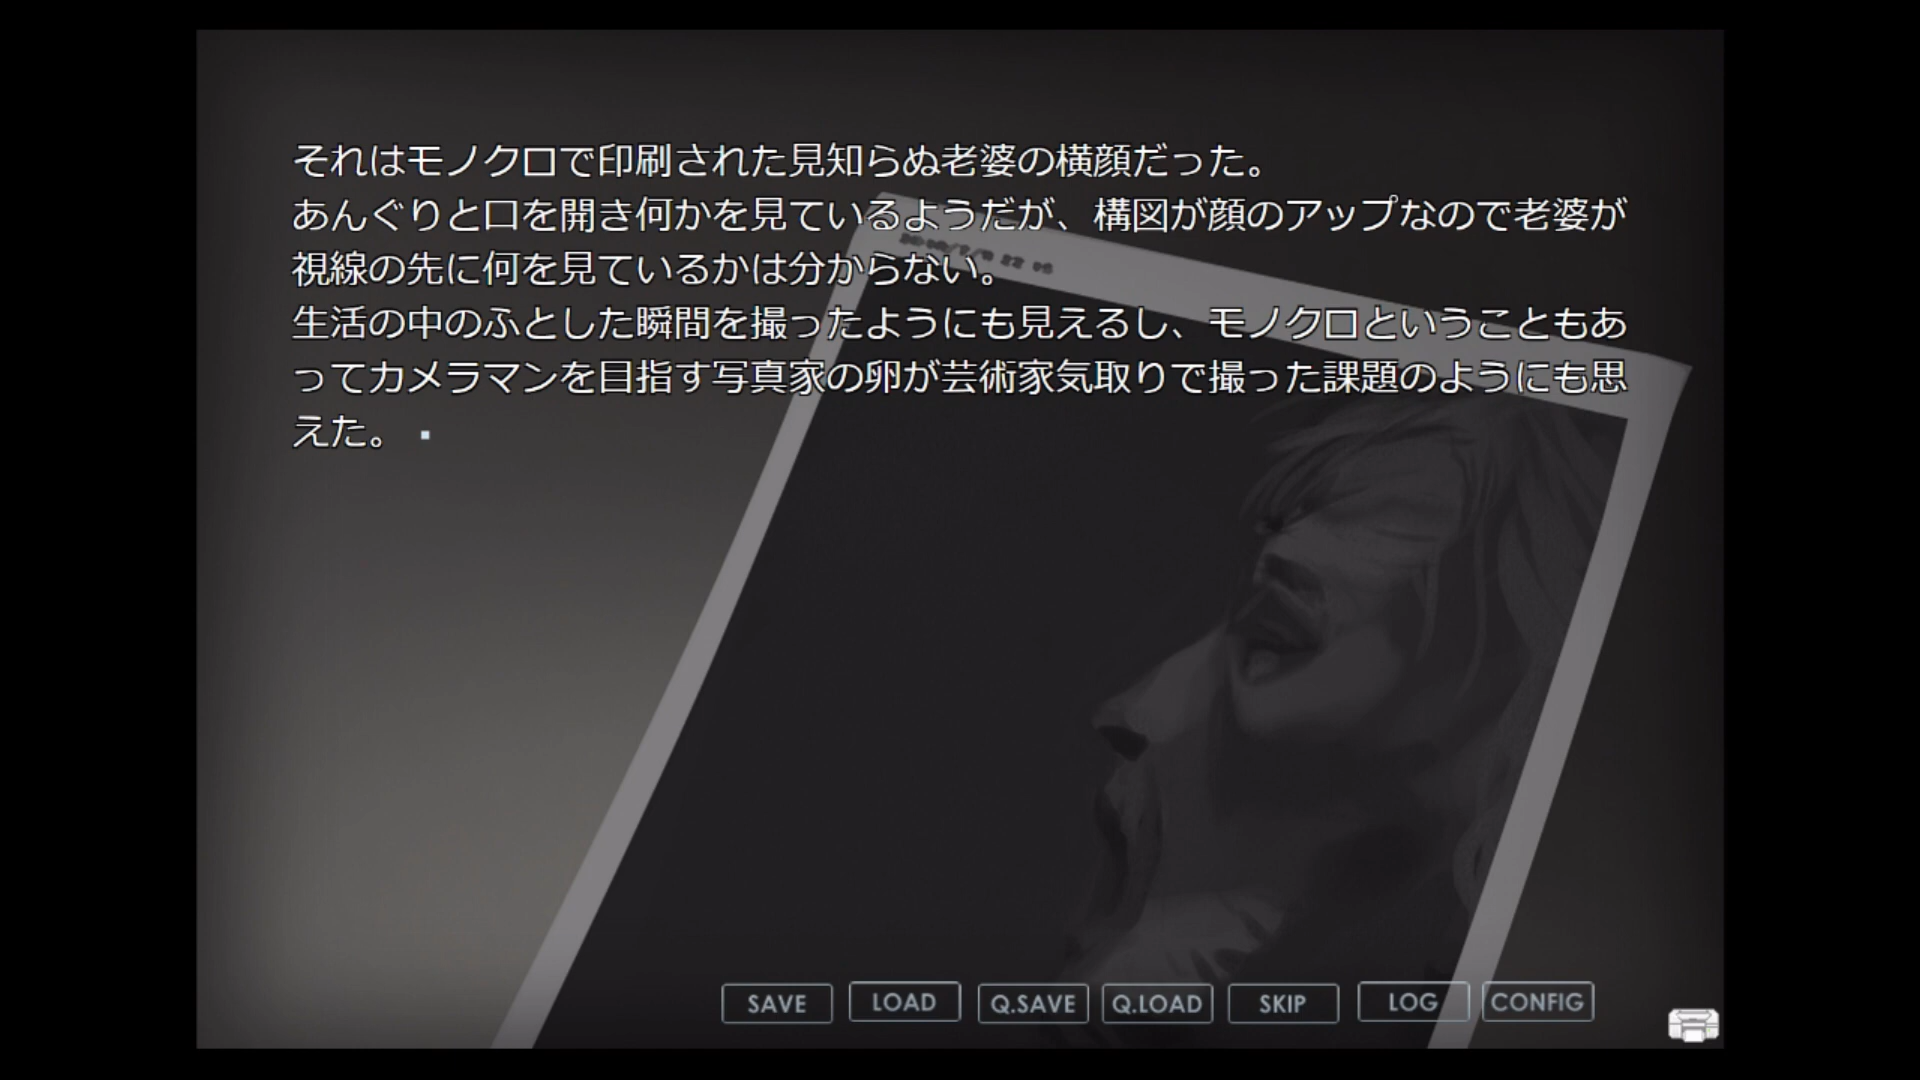 それはモノクロで印刷された見知らぬ老婆の横顔だった。
あんぐりと口を開き何かを見ているようだが、構図が顔のアップなので老婆が
視線の先に何を見ているかは分からない。
生活の中のふとした瞬間を撮ったようにも見えるし、モノクロということもあ
ってカメラマンを目指す写真家の卵が芸術家気取りで撮った課題のようにも思
えた。
SAVE
LOAD
Q.SAVE
Q.LOAD
SKIP
LOG
CONFIG